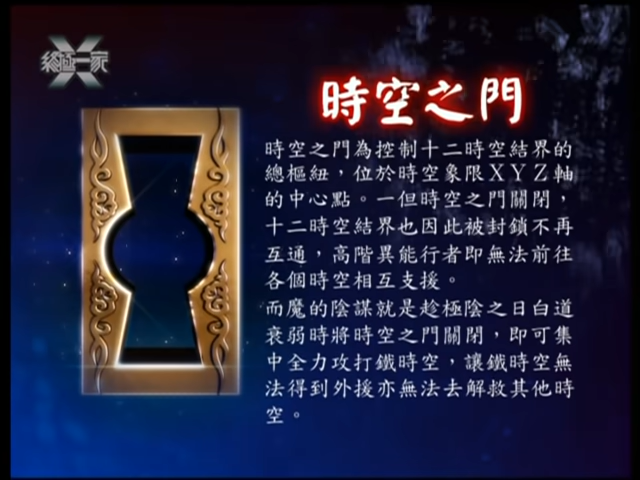 終極一家
時空之門
時空之門為控制十二時空結界的
總樞紐，位於時空象限XYZ軸
的中心點。一但時空之門關閉，
十二時空結界也因此被封鎖不再
互通，高階異能行者即無法前往
各個時空相互支援。
而魔的陰謀就是趁極陰之日白道
衰弱時將時空之門關閉，即可集
中全力攻打鐵時空，讓鐵時空無
法得到外援亦無法去解救其他時
空。